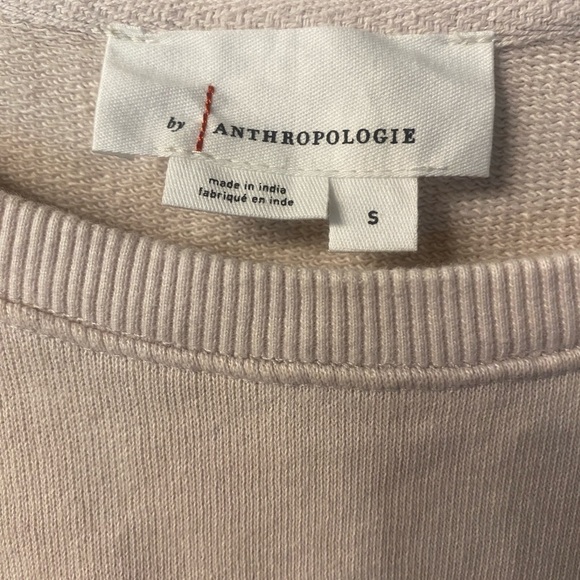 by ANTHROPOLOGIE
made in india
fabriqué en inde
S